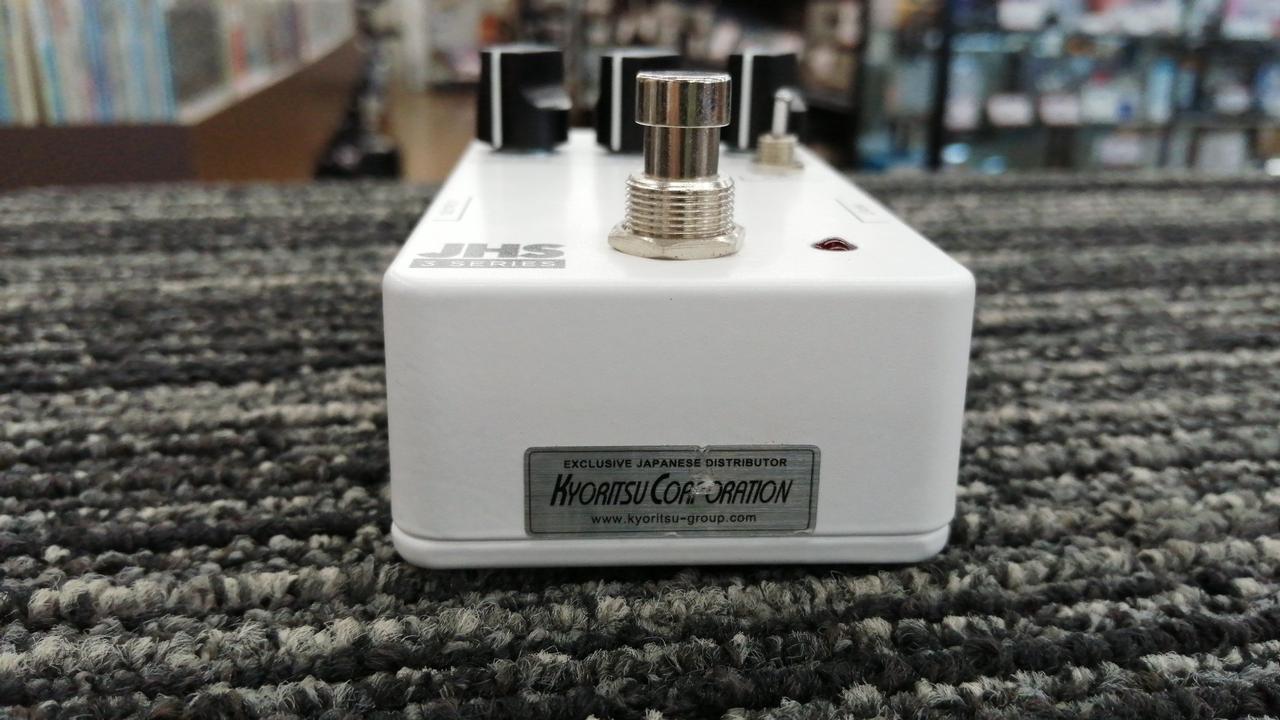 JHS
3 SERIES
EXCLUSIVE JAPANESE DISTRIBUTOR
KYORITSU CORPORATION
www.kyoritsu-group.com